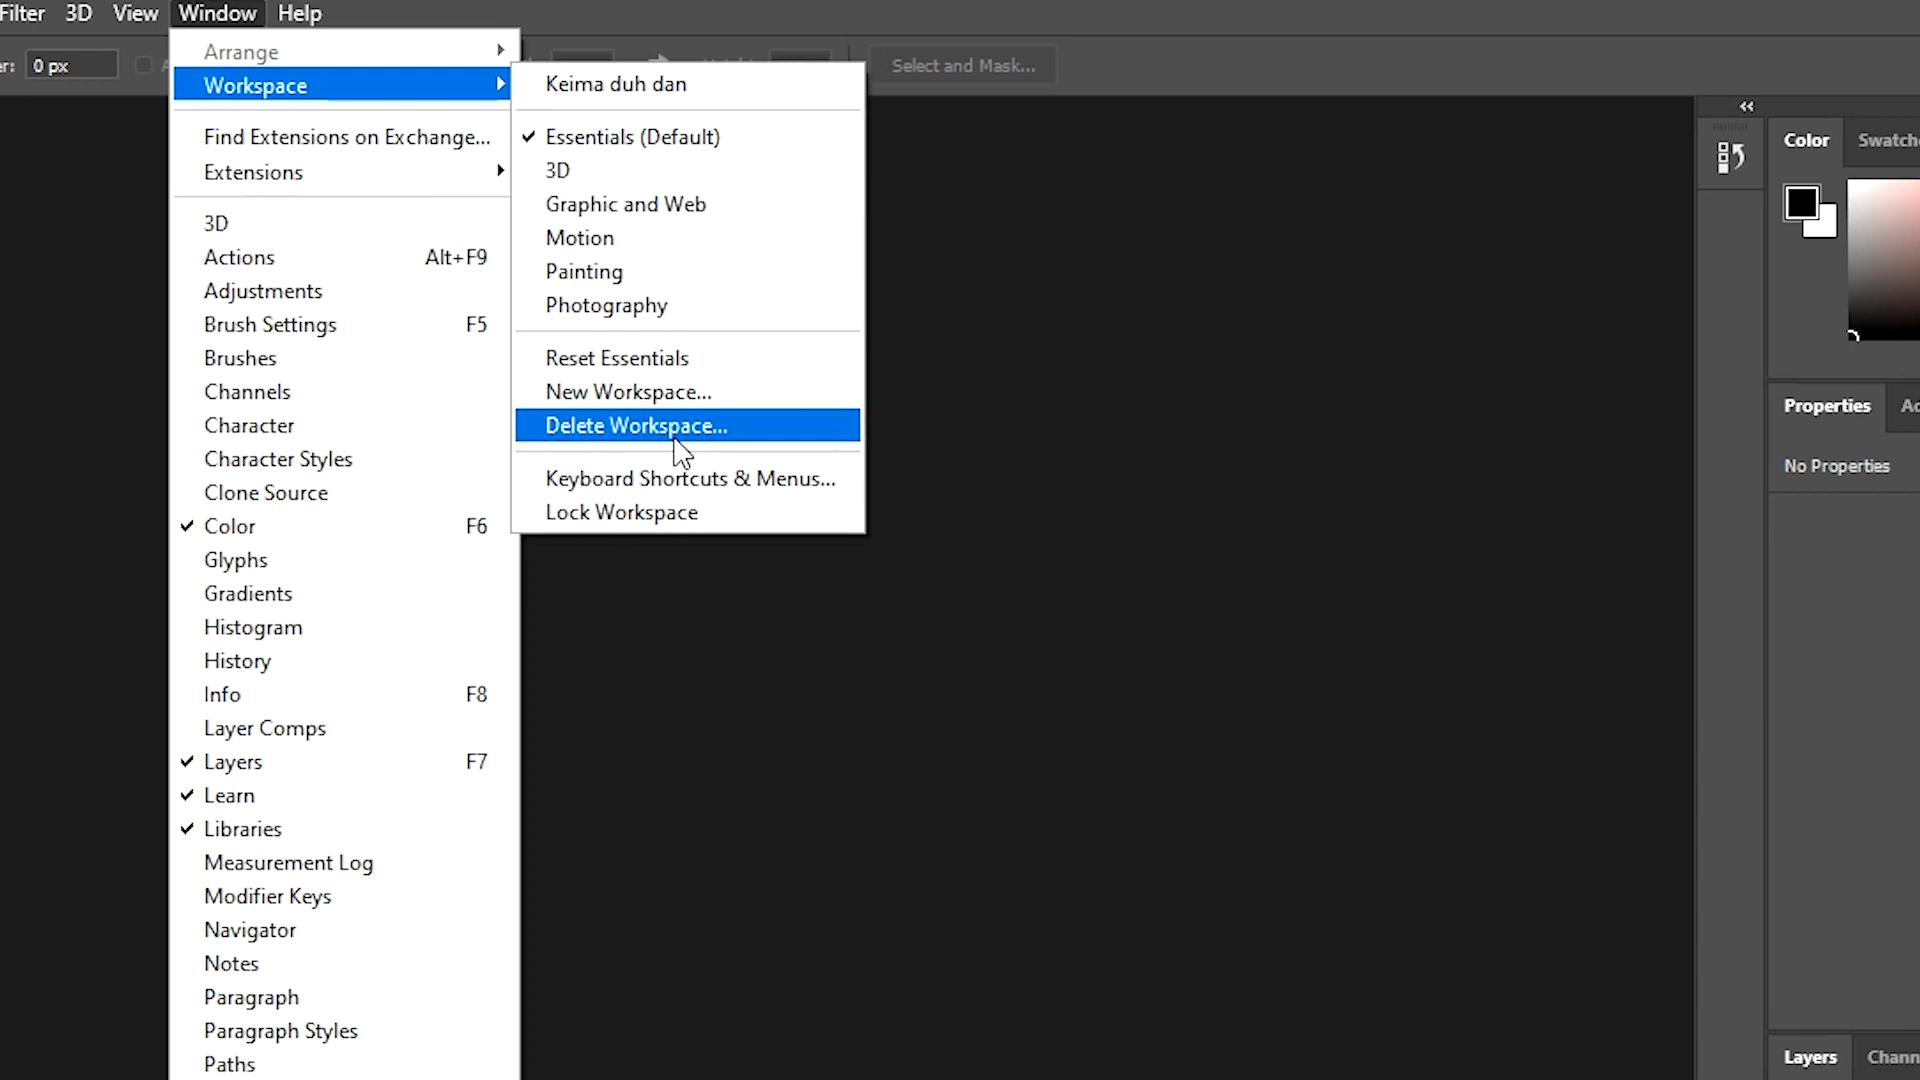 Filter 3D View Window Help
0 px
Select and Mask...
Arrange
Workspace
Find Extensions on Exchange...
Extensions
3D
Actions Alt+F9
Adjustments
Brush Settings F5
Brushes
Channels
Character
Character Styles
Clone Source
Color F6
Glyphs
Gradients
Histogram
History
Info F8
Layer Comps
Layers F7
Learn
Libraries
Measurement Log
Modifier Keys
Navigator
Notes
Paragraph
Paragraph Styles
Paths
Keima duh dan
Essentials (Default)
3D
Graphic and Web
Motion
Painting
Photography
Reset Essentials
New Workspace...
Delete Workspace...
Keyboard Shortcuts & Menus...
Lock Workspace
Color Swatch
Properties
No Properties
Layers Chann